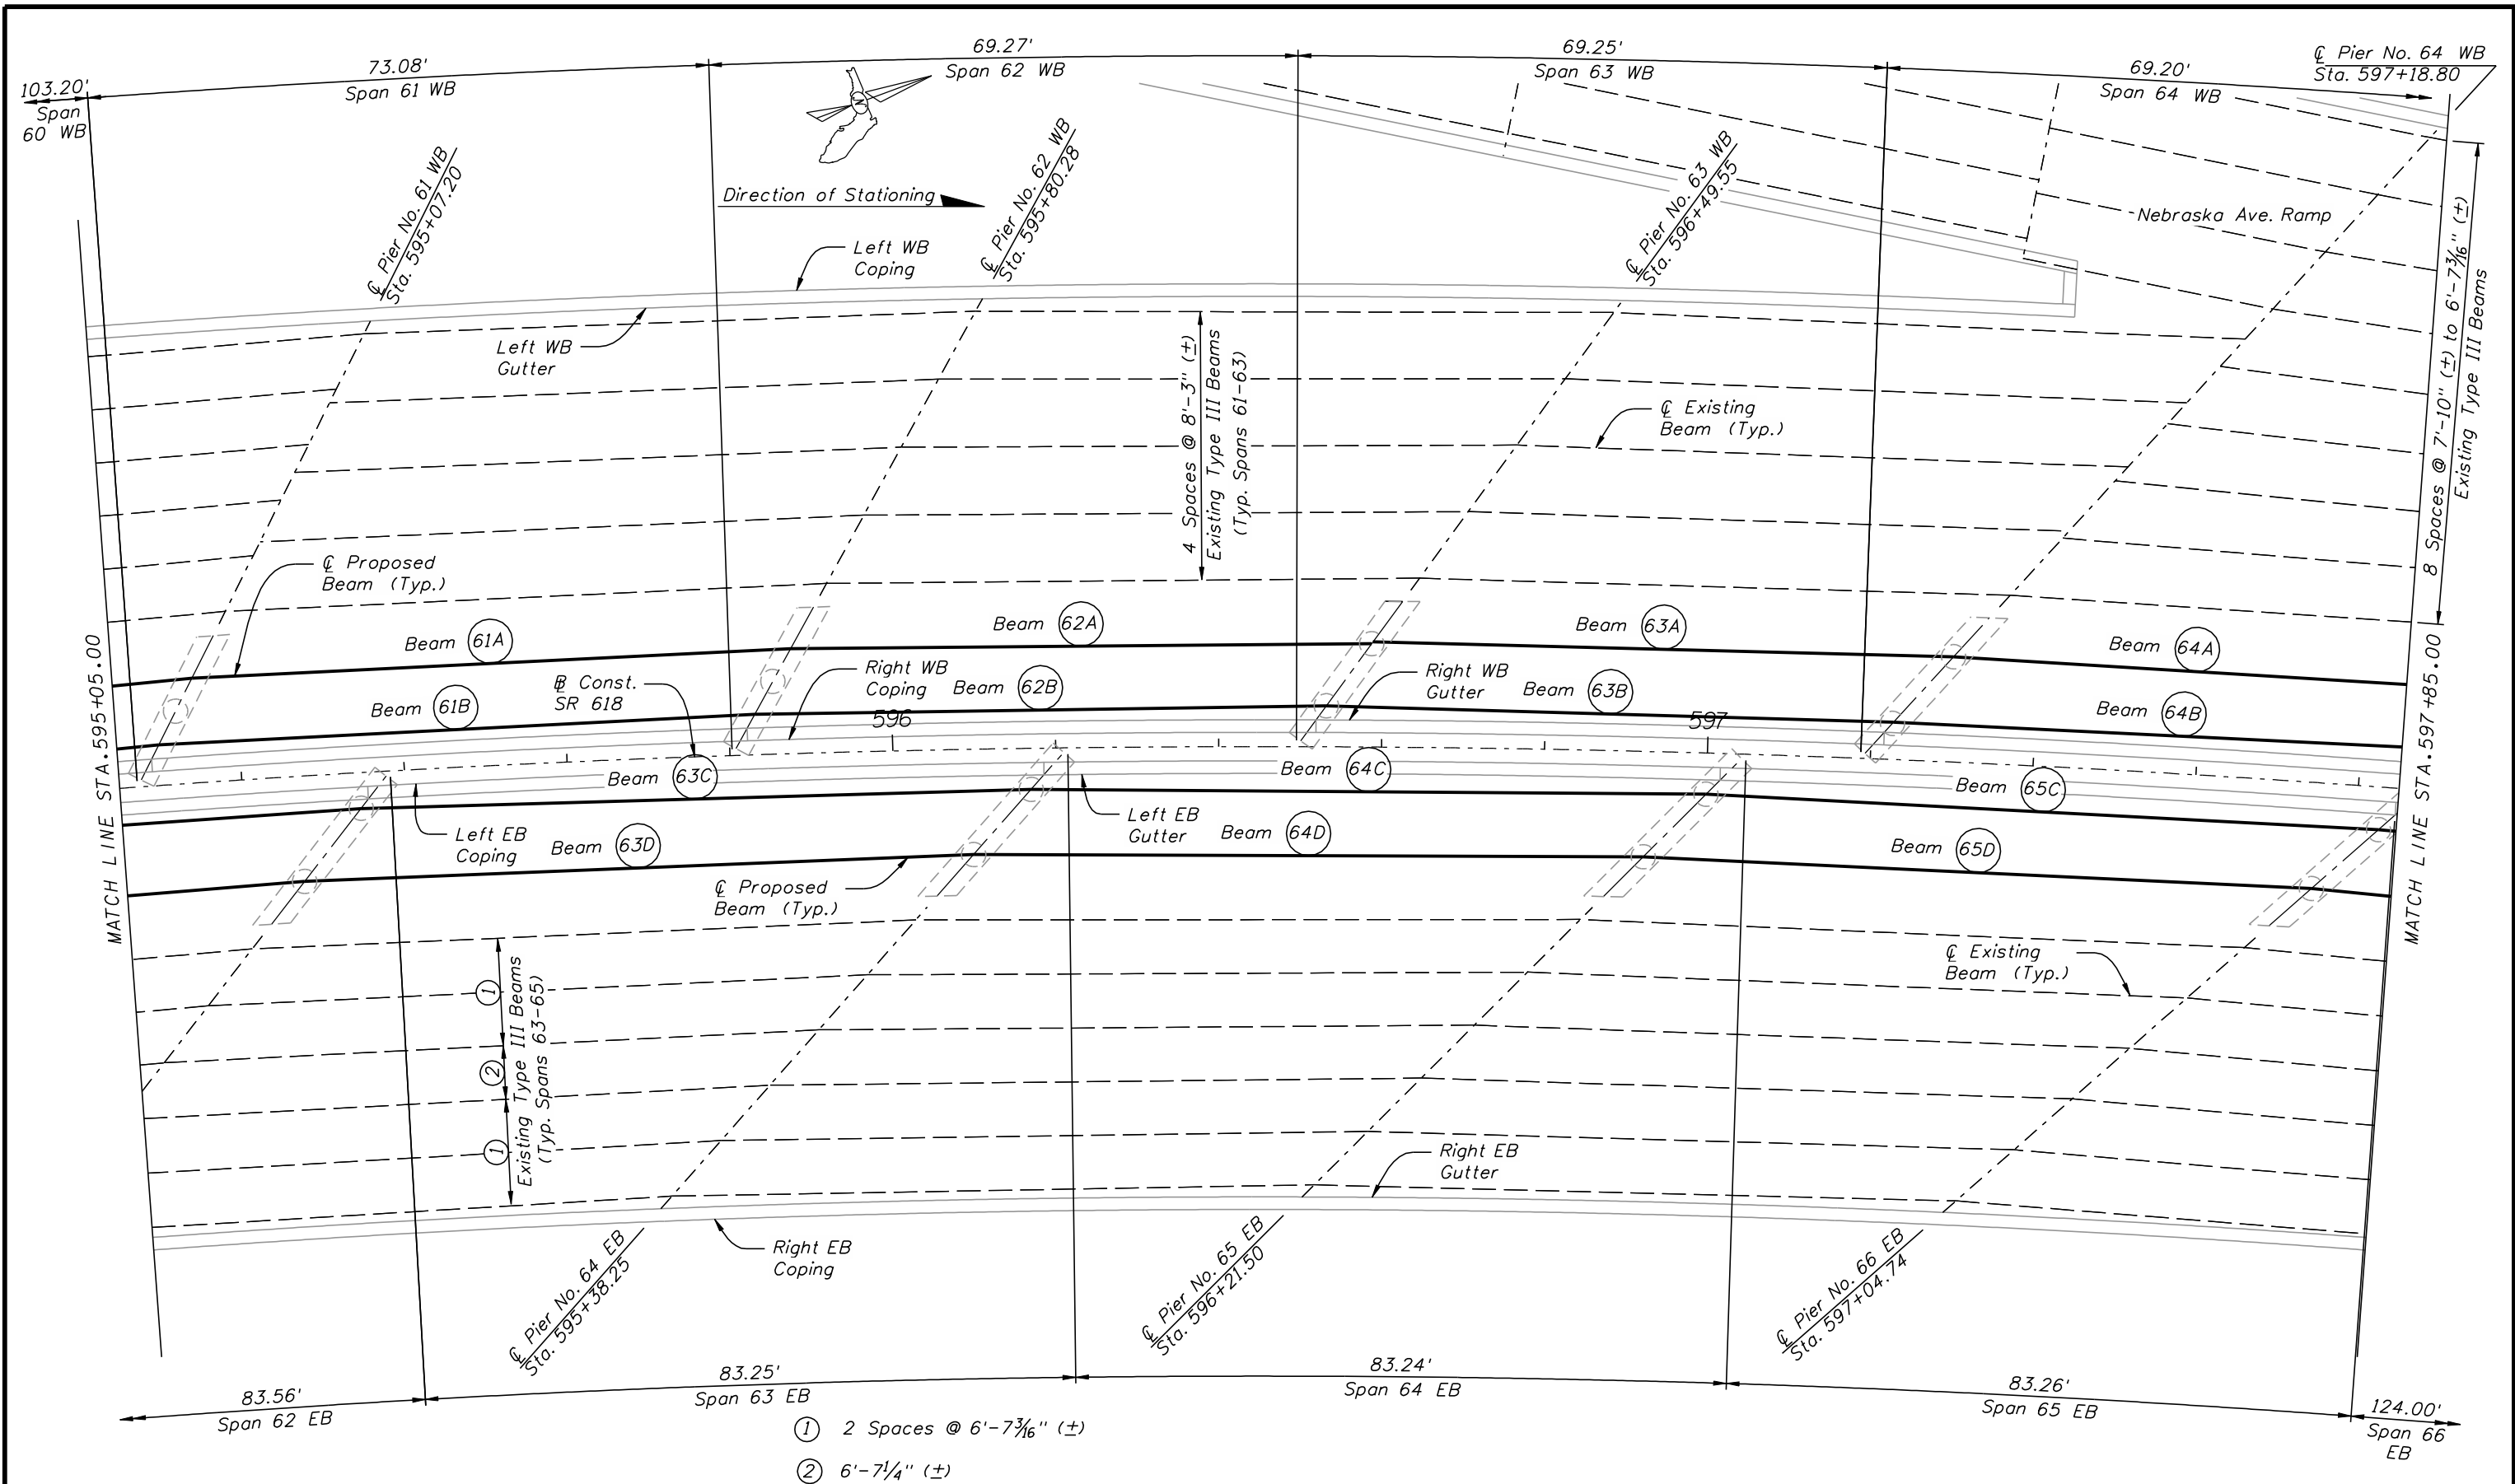 103.20'
Span
60 WB
73.08'
Span 61 WB
69.27'
Span 62 WB
69.25'
Span 63 WB
69.20'
Span 64 WB
℄ Pier No. 64 WB
Sta. 597+18.80
N
Direction of Stationing
℄ Pier No. 61 WB
Sta. 595+07.20
℄ Pier No. 62 WB
Sta. 595+80.28
℄ Pier No. 63 WB
Sta. 596+49.55
Nebraska Ave. Ramp
8 Spaces @ 7'-10" (±) to 6'-7 3/16" (±)
Existing Type III Beams
Left WB
Coping
Left WB
Gutter
4 Spaces @ 8'-3" (±)
Existing Type III Beams
(Typ. Spans 61-63)
℄ Existing
Beam (Typ.)
℄ Proposed
Beam (Typ.)
Beam 61A
Beam 62A
Beam 63A
Beam 64A
Beam 61B
Beam 62B
Beam 63B
Beam 64B
Right WB
Coping
Right WB
Gutter
Const.
SR 618
596
597
MATCH LINE STA. 595+05.00
MATCH LINE STA. 597+85.00
Beam 63C
Beam 64C
Beam 65C
Left EB
Coping
Left EB
Gutter
Beam 63D
Beam 64D
Beam 65D
℄ Proposed
Beam (Typ.)
℄ Existing
Beam (Typ.)
1
2
1
Existing Type III Beams
(Typ. Spans 63-65)
Right EB
Gutter
Right EB
Coping
℄ Pier No. 64 EB
Sta. 595+38.25
℄ Pier No. 65 EB
Sta. 596+21.50
℄ Pier No. 66 EB
Sta. 597+04.74
83.56'
Span 62 EB
83.25'
Span 63 EB
83.24'
Span 64 EB
83.26'
Span 65 EB
124.00'
Span 66
EB
1 2 Spaces @ 6'-7 3/16" (±)
2 6'-7 1/4" (±)